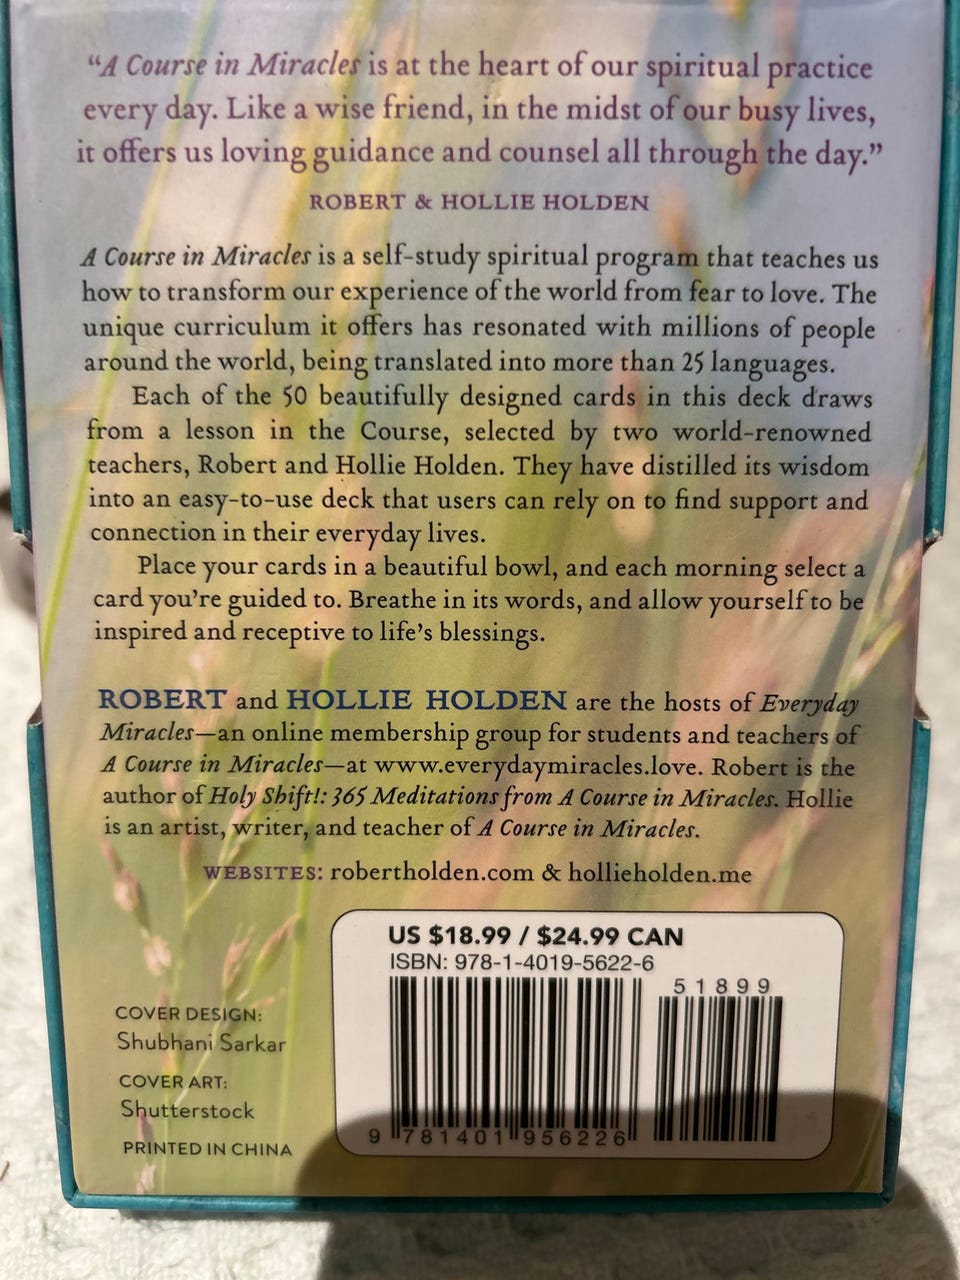 “A Course in Miracles is at the heart of our spiritual practice
every day. Like a wise friend, in the midst of our busy lives,
it offers us loving guidance and counsel all through the day.”
ROBERT & HOLLIE HOLDEN
A Course in Miracles is a self-study spiritual program that teaches us
how to transform our experience of the world from fear to love. The
unique curriculum it offers has resonated with millions of people
around the world, being translated into more than 25 languages.
Each of the 50 beautifully designed cards in this deck draws
from a lesson in the Course, selected by two world-renowned
teachers, Robert and Hollie Holden. They have distilled its wisdom
into an easy-to-use deck that users can rely on to find support and
connection in their everyday lives.
Place your cards in a beautiful bowl, and each morning select a
card you’re guided to. Breathe in its words, and allow yourself to be
inspired and receptive to life’s blessings.
ROBERT and HOLLIE HOLDEN are the hosts of Everyday
Miracles—an online membership group for students and teachers of
A Course in Miracles—at www.everydaymiracles.love. Robert is the
author of Holy Shift!: 365 Meditations from A Course in Miracles. Hollie
is an artist, writer, and teacher of A Course in Miracles.
WEBSITES: robertholden.com & hollieholden.me
US $18.99 / $24.99 CAN
ISBN: 978-1-4019-5622-6
51899
9 781401 956226
COVER DESIGN:
Shubhani Sarkar
COVER ART:
Shutterstock
PRINTED IN CHINA